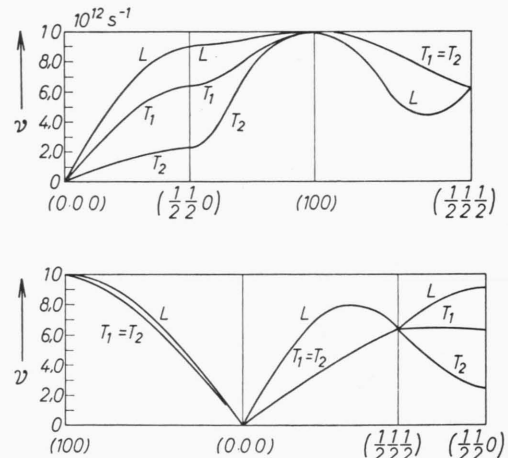 10¹² s⁻¹
10
8,0
6,0
4,0
2,0
0
ν
L
L
T₁
T₁
T₂
T₂
T₁=T₂
L
(0·0 0)
(½ ½ 0)
(100)
(½ ½ ½)
1,0
8,0
6,0
4,0
2,0
0
ν
T₁=T₂
L
L
T₁=T₂
L
T₁
T₂
(100)
(0·0 0)
(½ ½ ½)
(½ ½ 0)